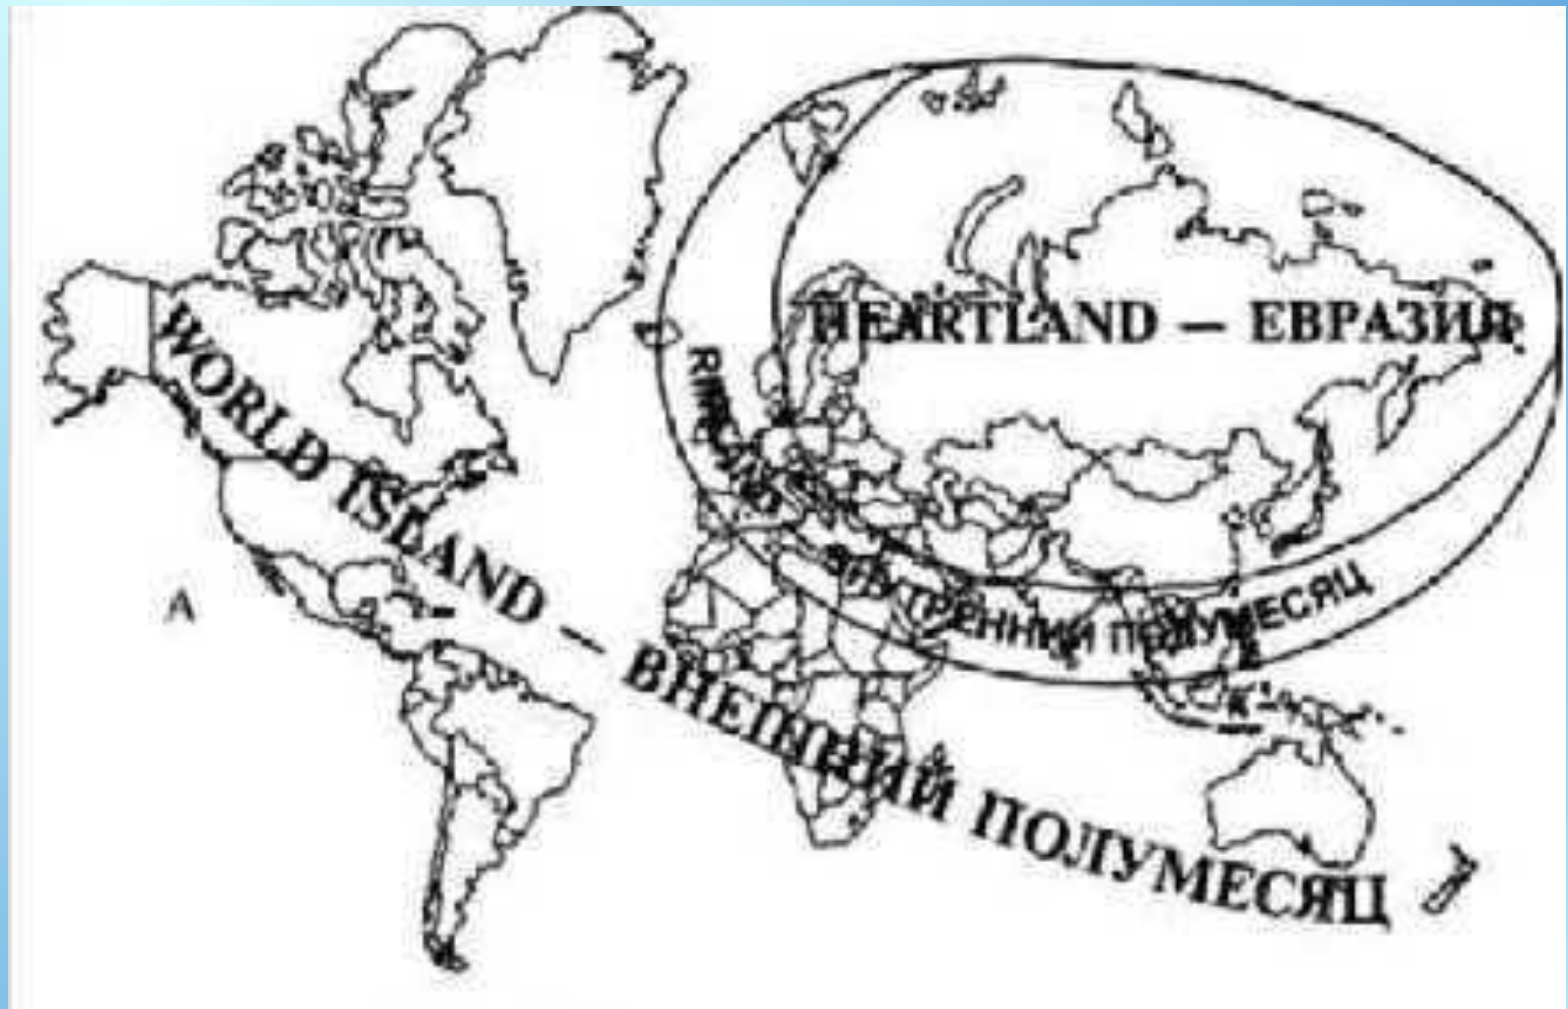 HEARTLAND — ЕВРАЗИЯ
RIMLAND
ВНУТРЕННИЙ ПОЛУМЕСЯЦ
WORLD ISLAND — ВНЕШНИЙ ПОЛУМЕСЯЦ